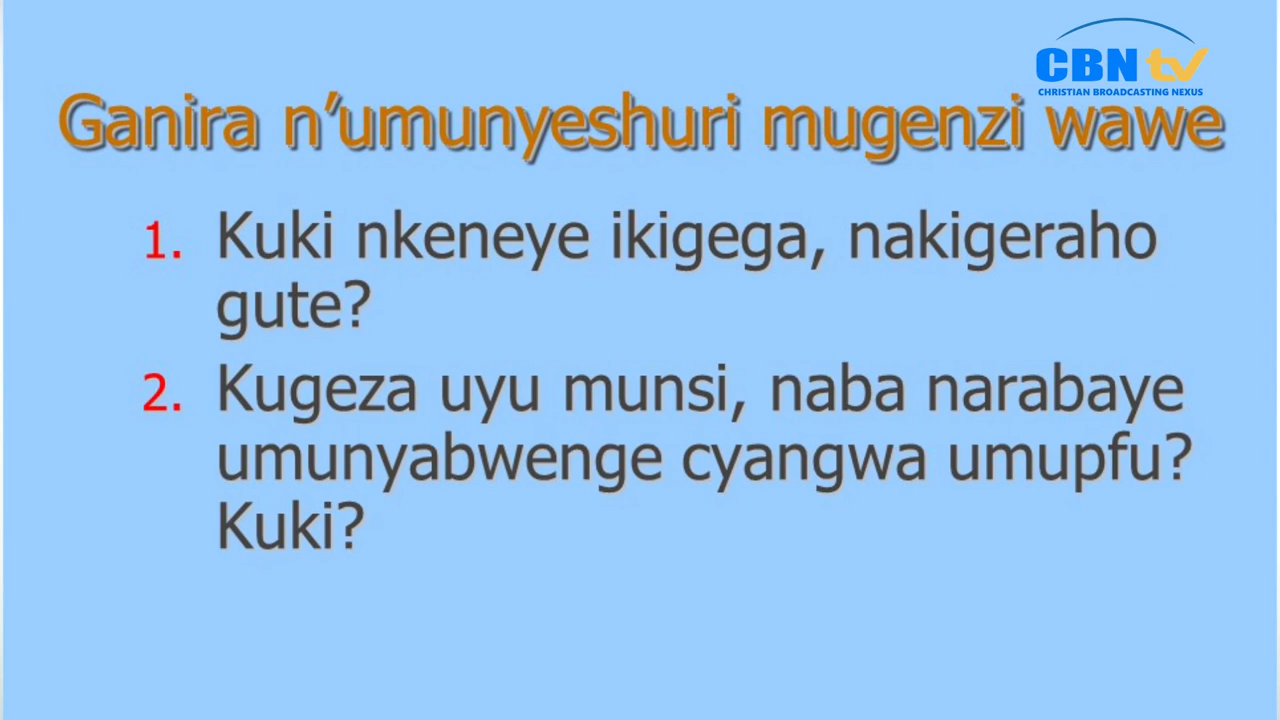 CBN tv
CHRISTIAN BROADCASTING NEXUS
Ganira n’umunyeshuri mugenzi wawe
1. Kuki nkeneye ikigega, nakigeraho
gute?
2. Kugeza uyu munsi, naba narabaye
umunyabwenge cyangwa umupfu?
Kuki?